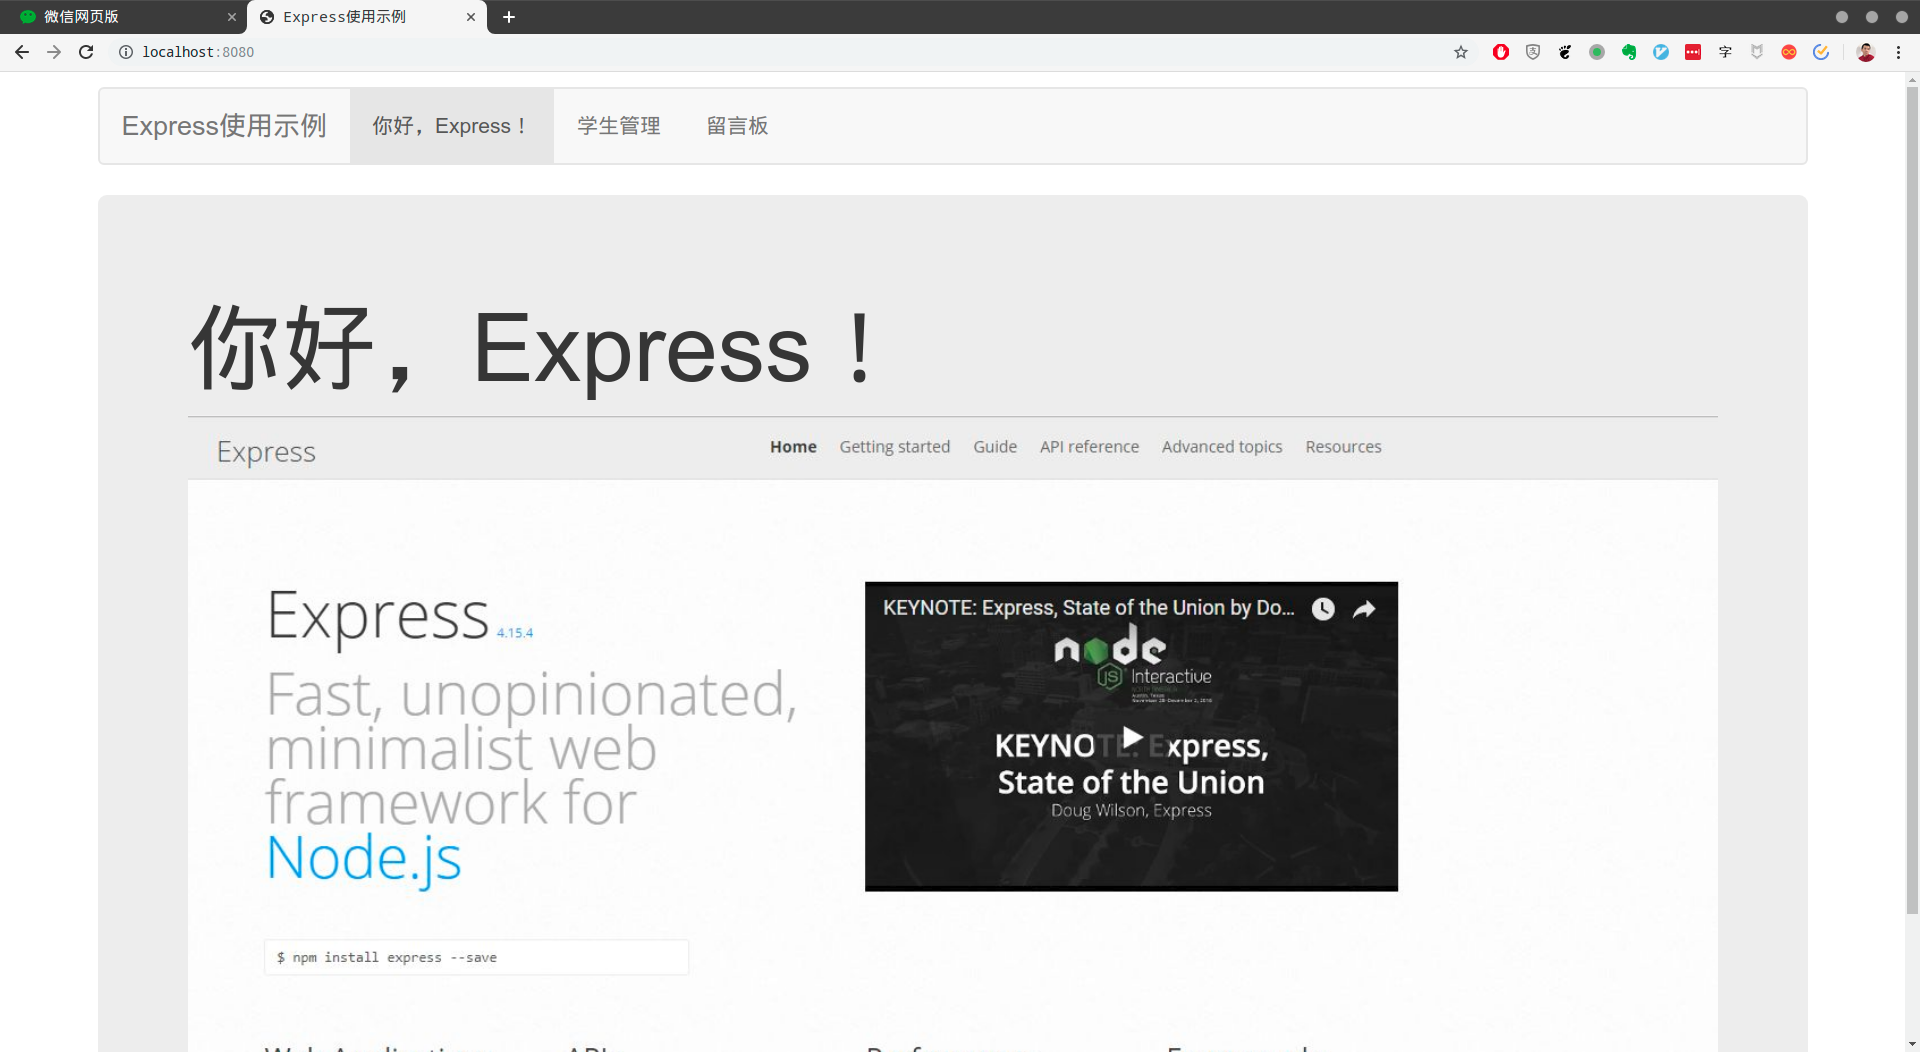 微信网页版
Express使用示例
localhost:8080
字
Express使用示例
你好，Express！
学生管理
留言板
你好，Express！
Express
Home Getting started Guide API reference Advanced topics Resources
Express 4.15.4
Fast, unopinionated,
minimalist web
framework for
Node.js
$ npm install express --save
KEYNOTE: Express, State of the Union by Do...
node
JS Interactive
KEYNOTE: Express,
State of the Union
Doug Wilson, Express